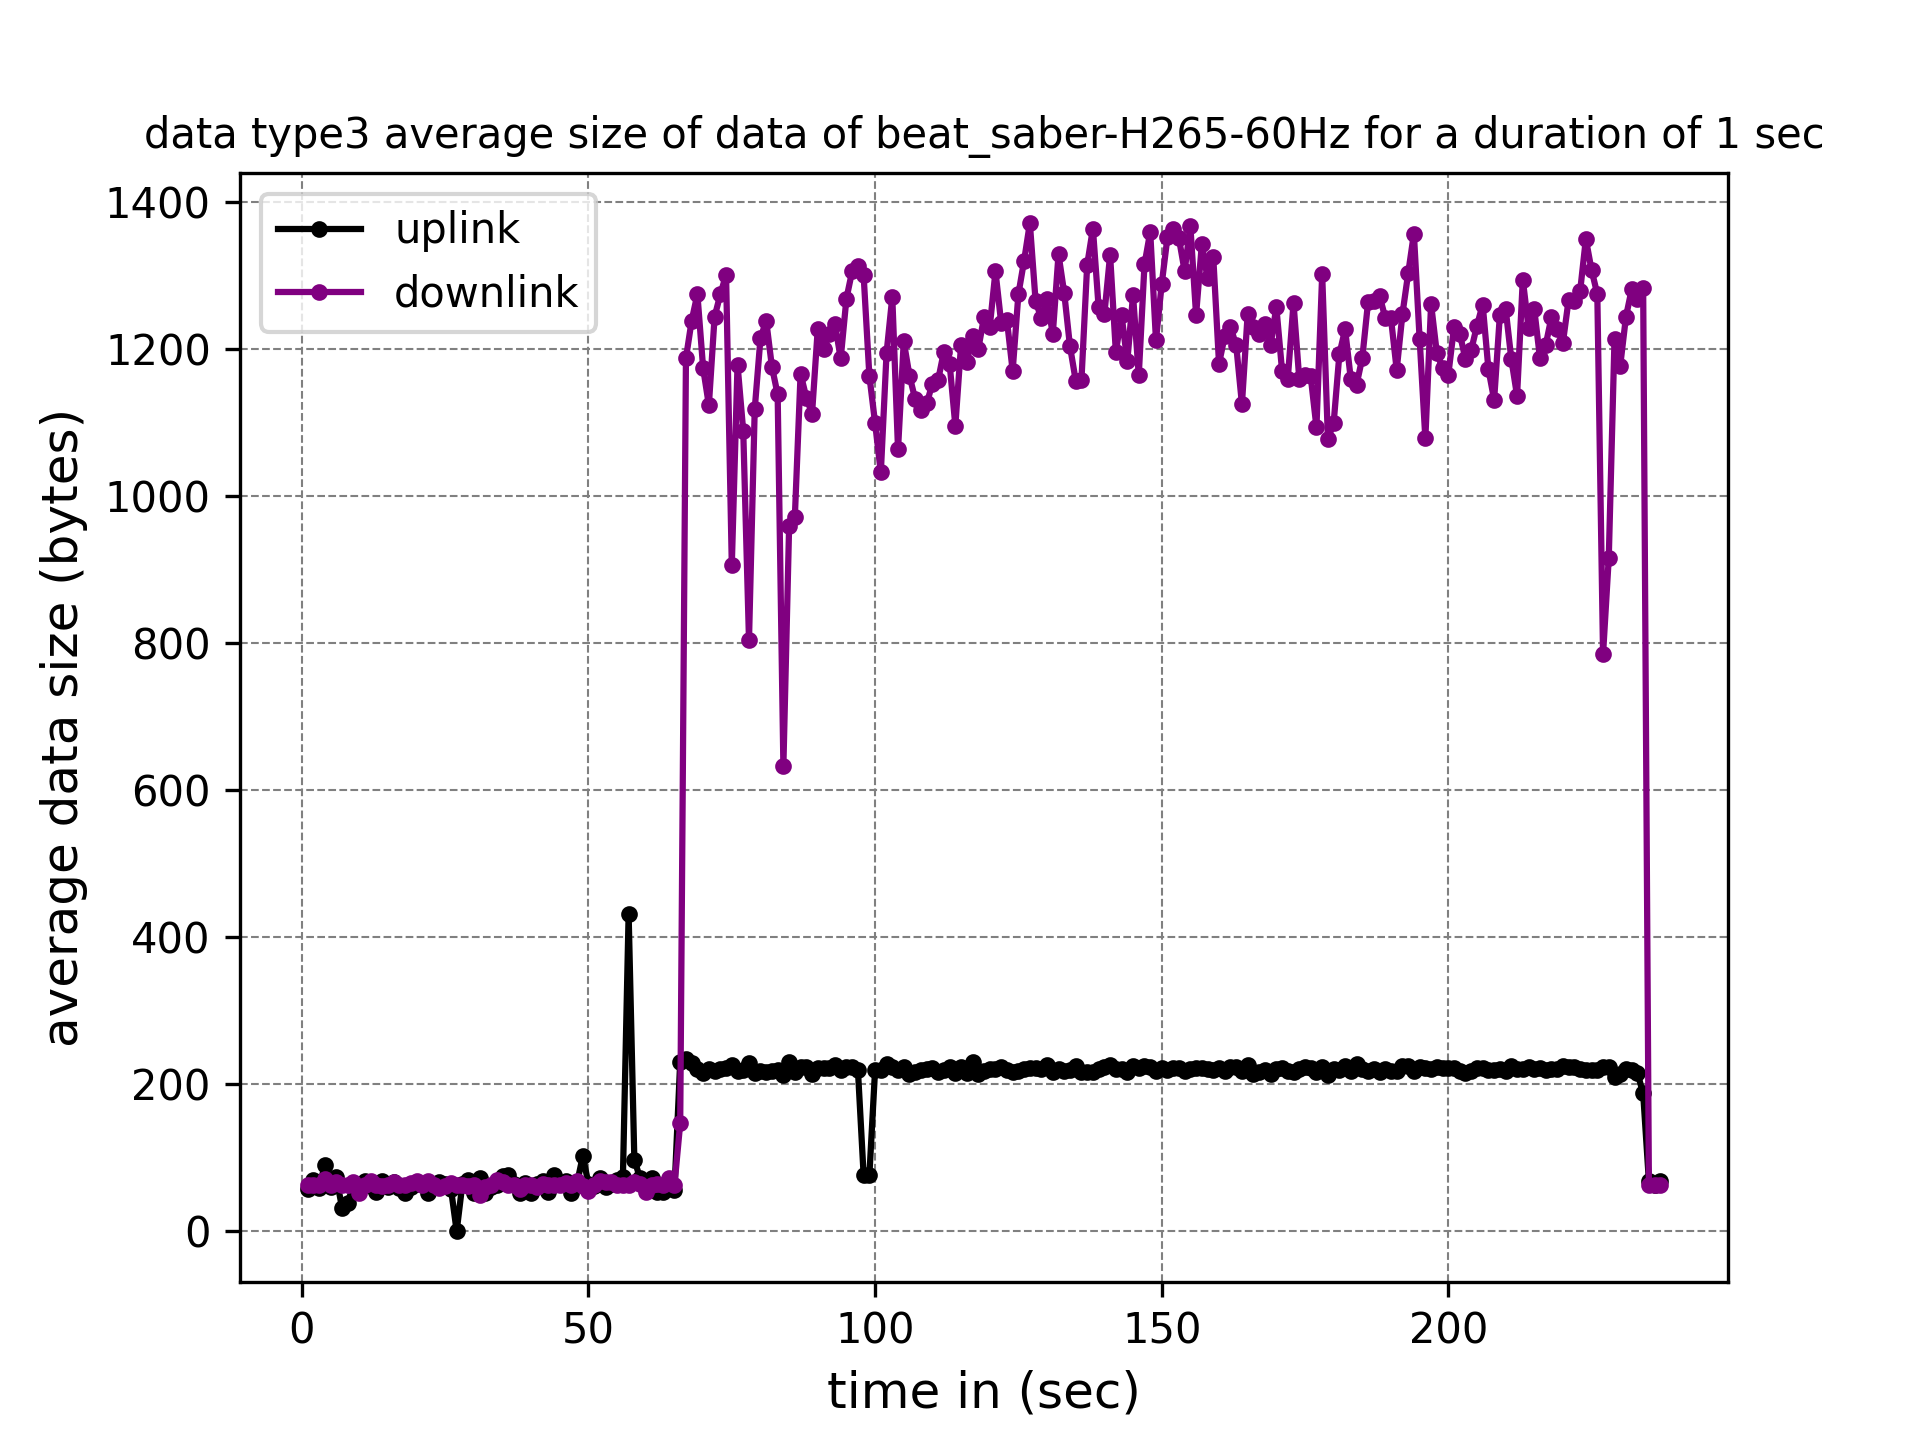 data type3 average size of data of beat_saber-H265-60Hz for a duration of 1 sec
uplink
downlink
1400
1200
1000
800
600
400
200
0
average data size (bytes)
0 50 100 150 200
time in (sec)